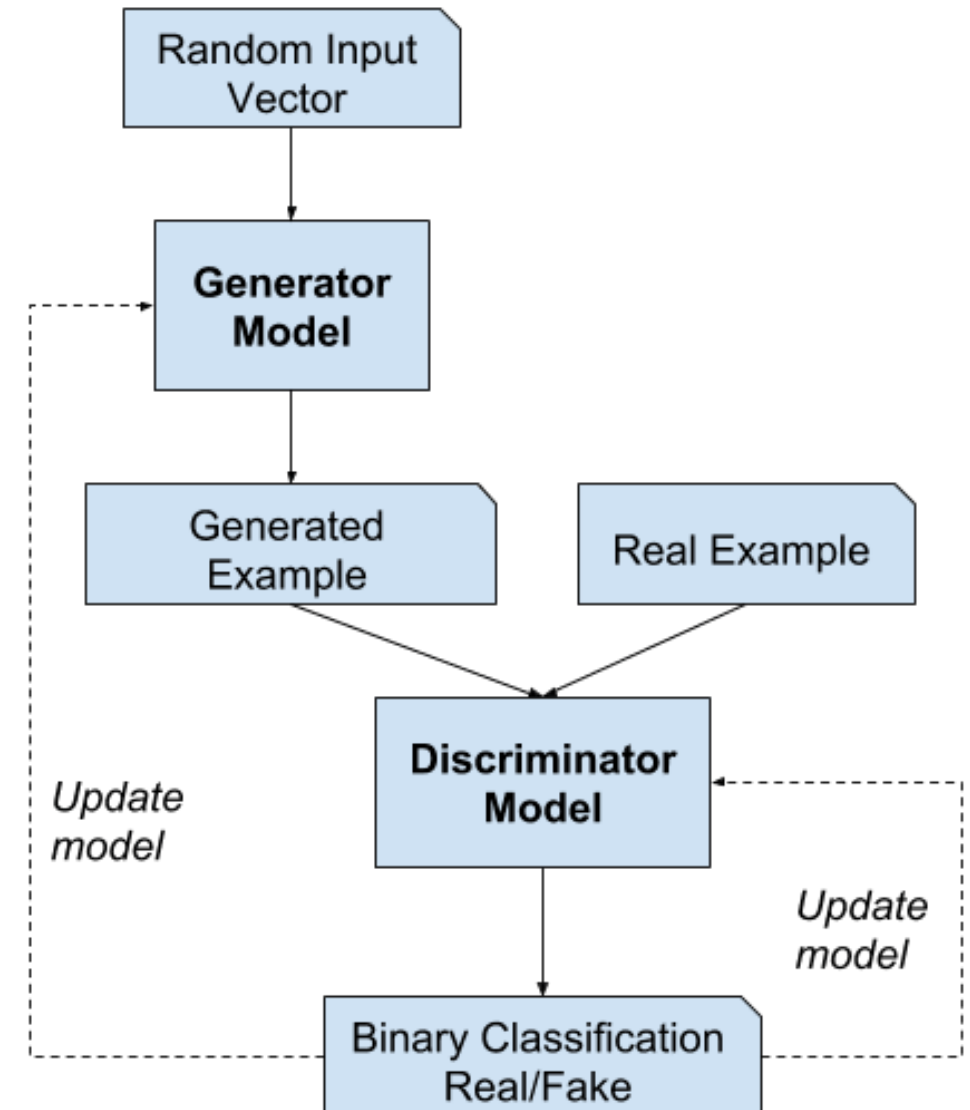 Random Input
Vector
Generator
Model
Generated
Example
Real Example
Discriminator
Model
Update
model
Update
model
Binary Classification
Real/Fake